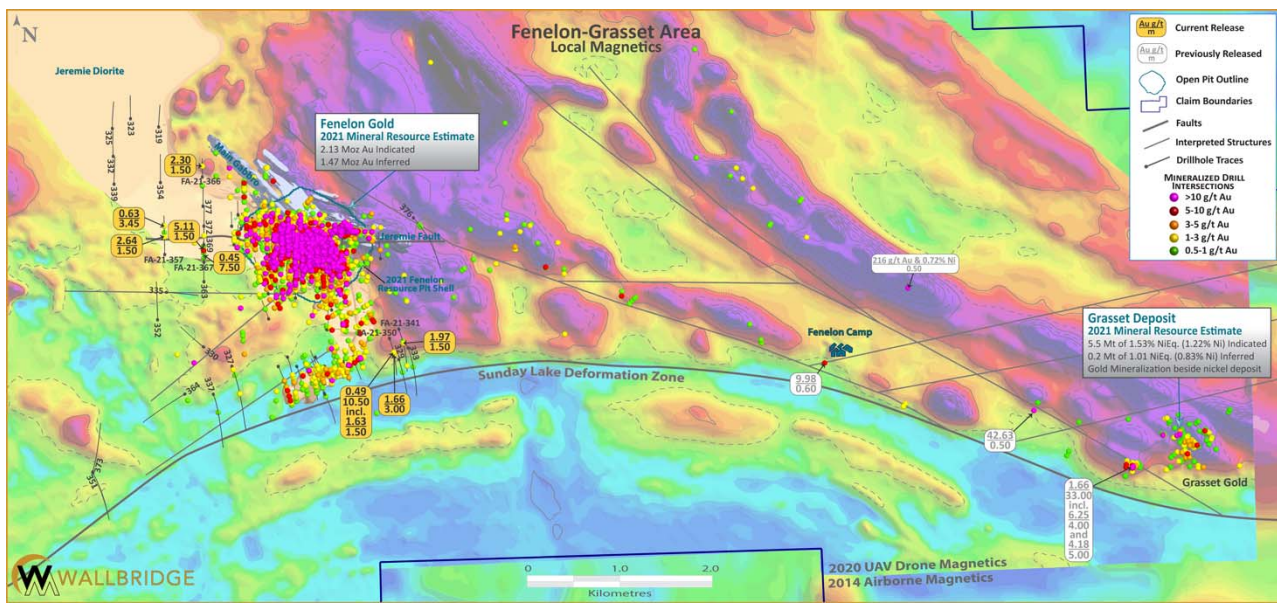 N
Fenelon-Grasset Area
Local Magnetics
Jeremie Diorite
Au g/t
m
Current Release
Au g/t
m
Previously Released
Open Pit Outline
Claim Boundaries
Faults
Interpreted Structures
Drillhole Traces
MINERALIZED DRILL
INTERSECTIONS
>10 g/t Au
5-10 g/t Au
3-5 g/t Au
1-3 g/t Au
0.5-1 g/t Au
Fenelon Gold
2021 Mineral Resource Estimate
2.13 Moz Au Indicated
1.47 Moz Au Inferred
325
323
319
332
339
354
Main Gabbro
2.30
1.50
FA-21-366
377
372
369
376
0.63
3.45
5.11
1.50
2.64
1.50
FA-21-357
FA-21-367
0.45
7.50
363
335
352
Jeremie Fault
2021 Fenelon
Resource Pit Shell
216 g/t Au & 0.72% Ni
0.50
Grasset Deposit
2021 Mineral Resource Estimate
5.5 Mt of 1.53% NiEq. (1.22% Ni) Indicated
0.2 Mt of 1.01 NiEq. (0.83% Ni) Inferred
Gold Mineralization beside nickel deposit
Fenelon Camp
FA-21-341
FA-21-350
333
1.97
1.50
330
327
337
364
373
351
Sunday Lake Deformation Zone
9.98
0.60
0.49
10.50
incl.
1.63
1.50
1.66
3.00
42.63
0.50
Grasset Gold
1.66
33.00
incl.
6.25
4.00
and
4.18
5.00
WALLBRIDGE
0 1.0 2.0
Kilometres
2020 UAV Drone Magnetics
2014 Airborne Magnetics